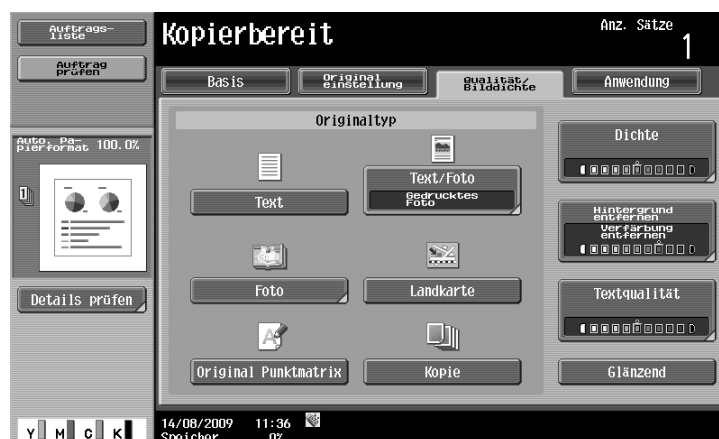 Auftrags-
liste
Kopierbereit
Anz. Sätze
1
Auftrag
prüfen
Basis
Original
einstellung
Qualität/
Bilddichte
Anwendung
Auto. Pa-
pierformat 100.0%
1
Originaltyp
Text
Text/Foto
Gedrucktes
Foto
Foto
Landkarte
Original Punktmatrix
Kopie
Dichte
Hintergrund
entfernen
Verfärbung
entfernen
Textqualität
Glänzend
Details prüfen
Y M C K
14/08/2009 11:36
Speicher 0%